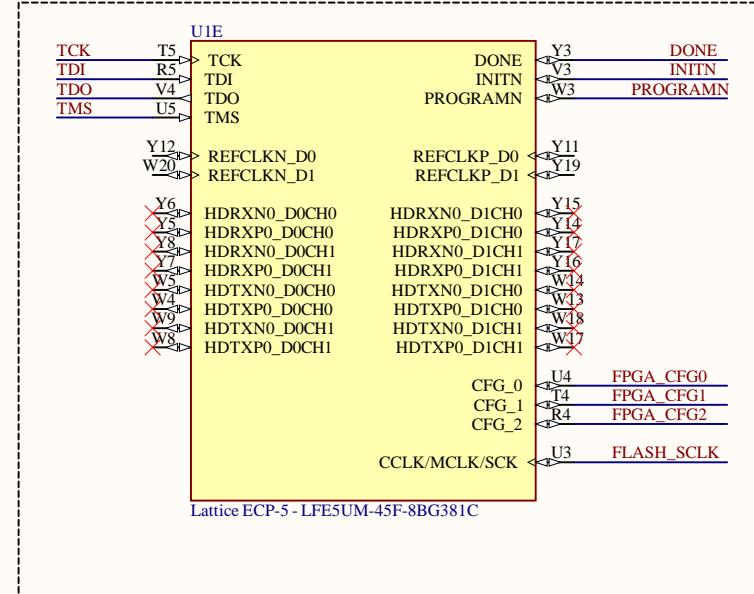 U1E
TCK T5 TCK DONE Y3 DONE
TDI R5 TDI INITN V3 INITN
TDO V4 TDO PROGRAMN W3 PROGRAMN
TMS U5 TMS
Y12 REFCLKN_D0 REFCLKP_D0 Y11
W20 REFCLKN_D1 REFCLKP_D1 Y19
Y6 HDRXN0_D0CH0 HDRXN0_D1CH0 Y15
Y5 HDRXP0_D0CH0 HDRXP0_D1CH0 Y14
Y8 HDRXN0_D0CH1 HDRXN0_D1CH1 Y17
Y7 HDRXP0_D0CH1 HDRXP0_D1CH1 Y16
W5 HDTXN0_D0CH0 HDTXN0_D1CH0 W14
W4 HDTXP0_D0CH0 HDTXP0_D1CH0 W13
W9 HDTXN0_D0CH1 HDTXN0_D1CH1 W18
W8 HDTXP0_D0CH1 HDTXP0_D1CH1 W17
CFG_0 U4 FPGA_CFG0
CFG_1 T4 FPGA_CFG1
CFG_2 R4 FPGA_CFG2
CCLK/MCLK/SCK U3 FLASH_SCLK
Lattice ECP-5 - LFE5UM-45F-8BG381C